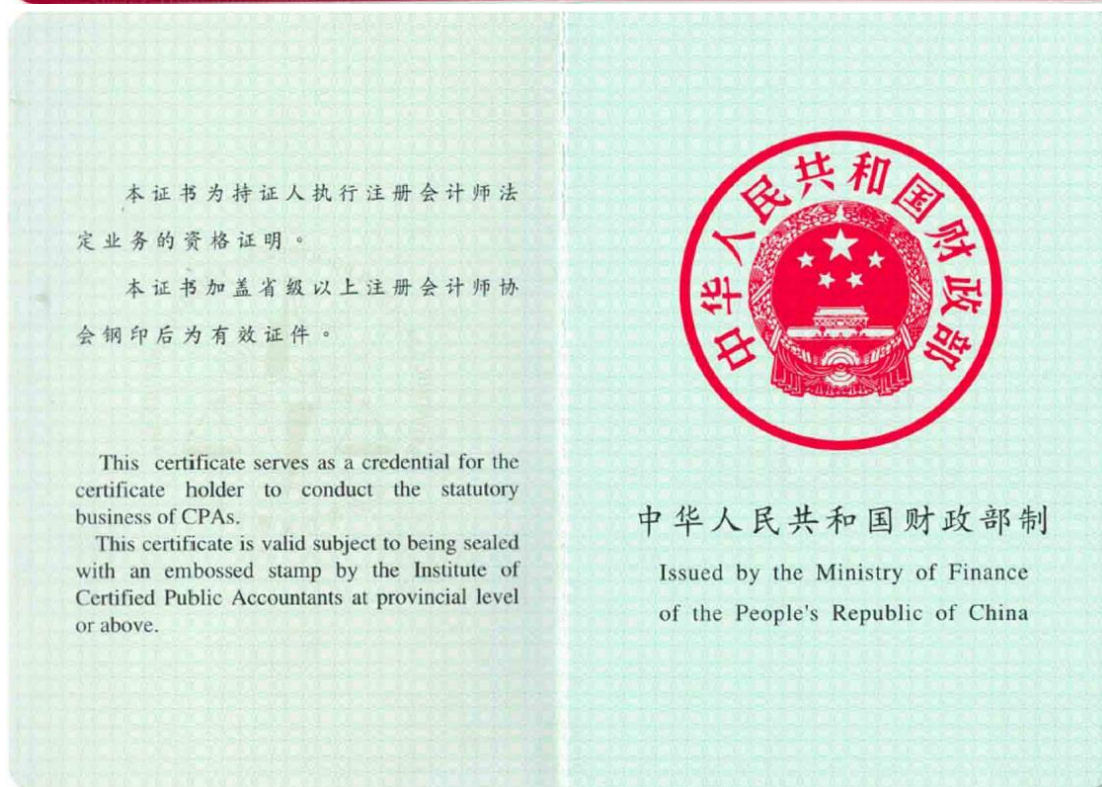 本证书为持证人执行注册会计师法
定业务的资格证明。
本证书加盖省级以上注册会计师协
会钢印后为有效证件。
This certificate serves as a credential for the
certificate holder to conduct the statutory
business of CPAs.
This certificate is valid subject to being sealed
with an embossed stamp by the Institute of
Certified Public Accountants at provincial level
or above.
中华人民共和国财政部
中华人民共和国财政部制
Issued by the Ministry of Finance
of the People's Republic of China